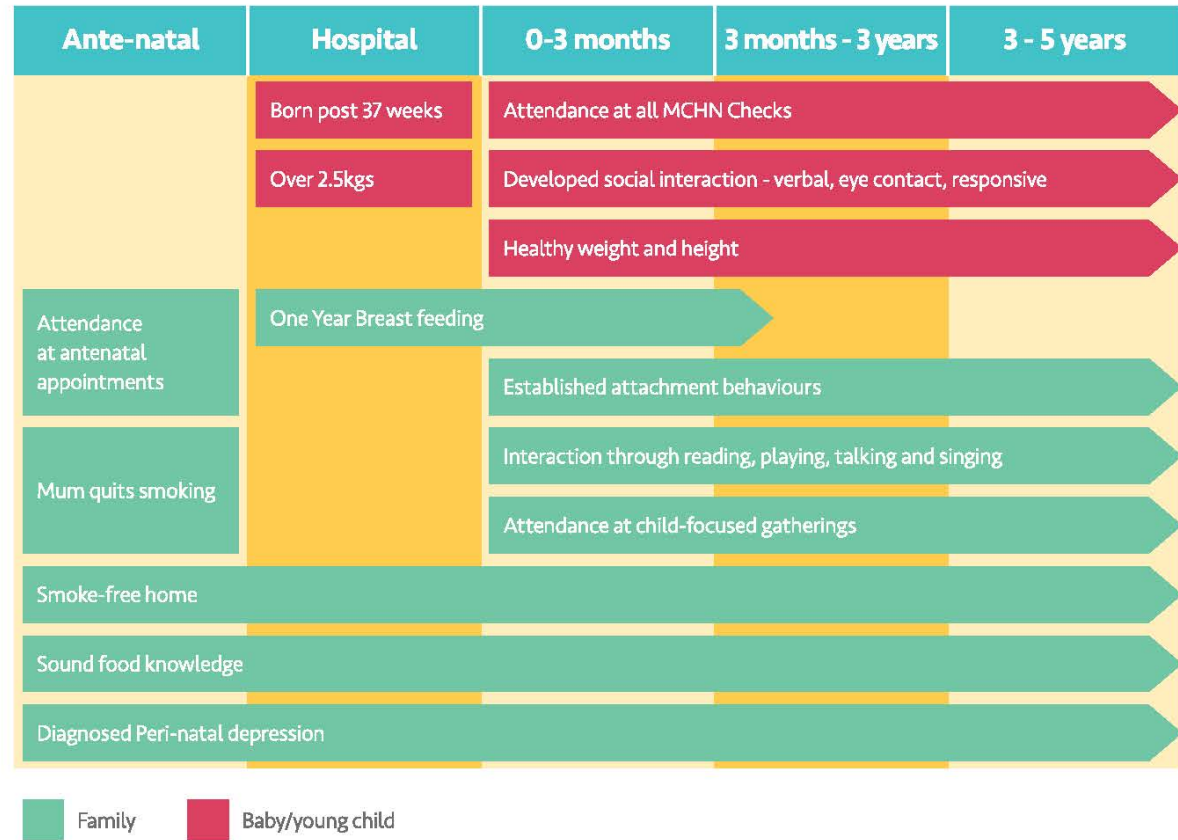 Ante-natal Hospital 0-3 months 3 months - 3 years 3 - 5 years
Born post 37 weeks Attendance at all MCHN Checks
Over 2.5kgs Developed social interaction - verbal, eye contact, responsive
Healthy weight and height
Attendance
at antenatal
appointments
One Year Breast feeding
Established attachment behaviours
Mum quits smoking
Interaction through reading, playing, talking and singing
Attendance at child-focused gatherings
Smoke-free home
Sound food knowledge
Diagnosed Peri-natal depression
Family Baby/young child